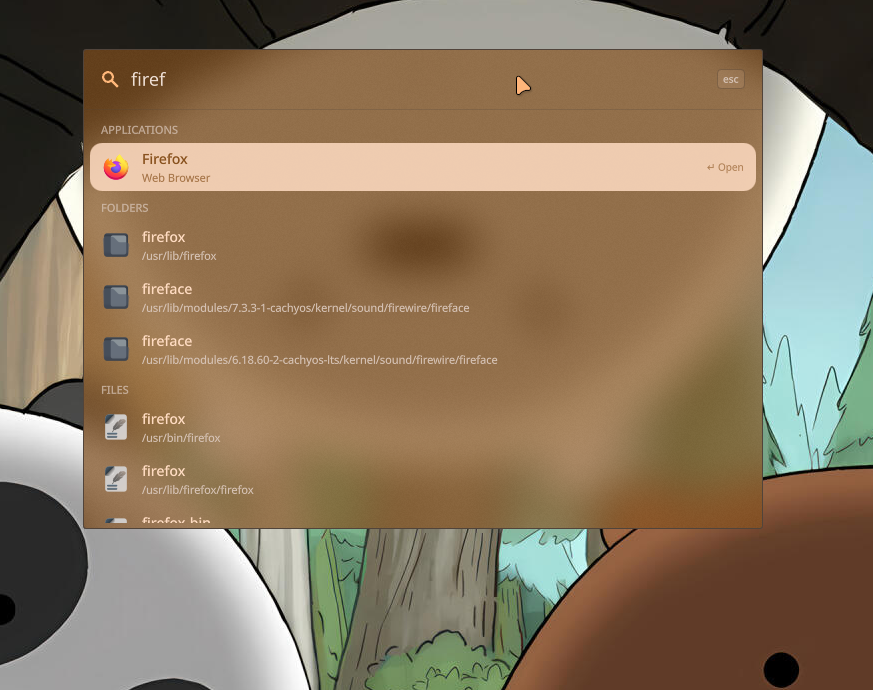 firef
esc
APPLICATIONS
Firefox
Web Browser
↵ Open
FOLDERS
firefox
/usr/lib/firefox
fireface
/usr/lib/modules/7.3.3-1-cachyos/kernel/sound/firewire/fireface
fireface
/usr/lib/modules/6.18.60-2-cachyos-lts/kernel/sound/firewire/fireface
FILES
firefox
/usr/bin/firefox
firefox
/usr/lib/firefox/firefox
firefox-bin